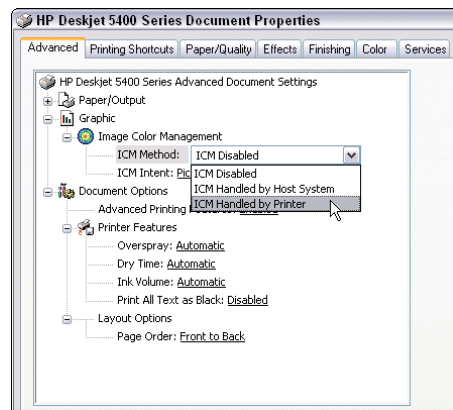 HP Deskjet 5400 Series Document Properties
Advanced Printing Shortcuts Paper/Quality Effects Finishing Color Services
HP Deskjet 5400 Series Advanced Document Settings
Paper/Output
Graphic
Image Color Management
ICM Method: ICM Disabled
ICM Intent:
ICM Disabled
ICM Handled by Host System
ICM Handled by Printer
Document Options
Advanced Printing
Printer Features
Overspray: Automatic
Dry Time: Automatic
Ink Volume: Automatic
Print All Text as Black: Disabled
Layout Options
Page Order: Front to Back